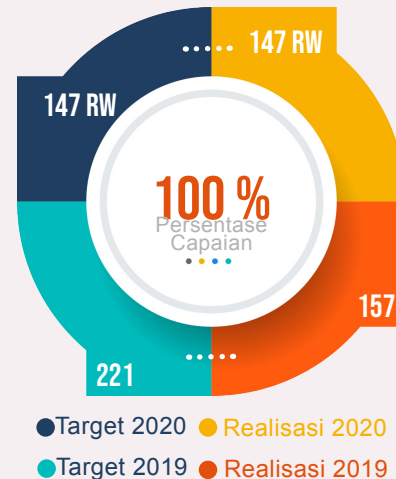 147 RW
147 RW
100 %
Persentase
Capaian
157
221
Target 2020
Realisasi 2020
Target 2019
Realisasi 2019